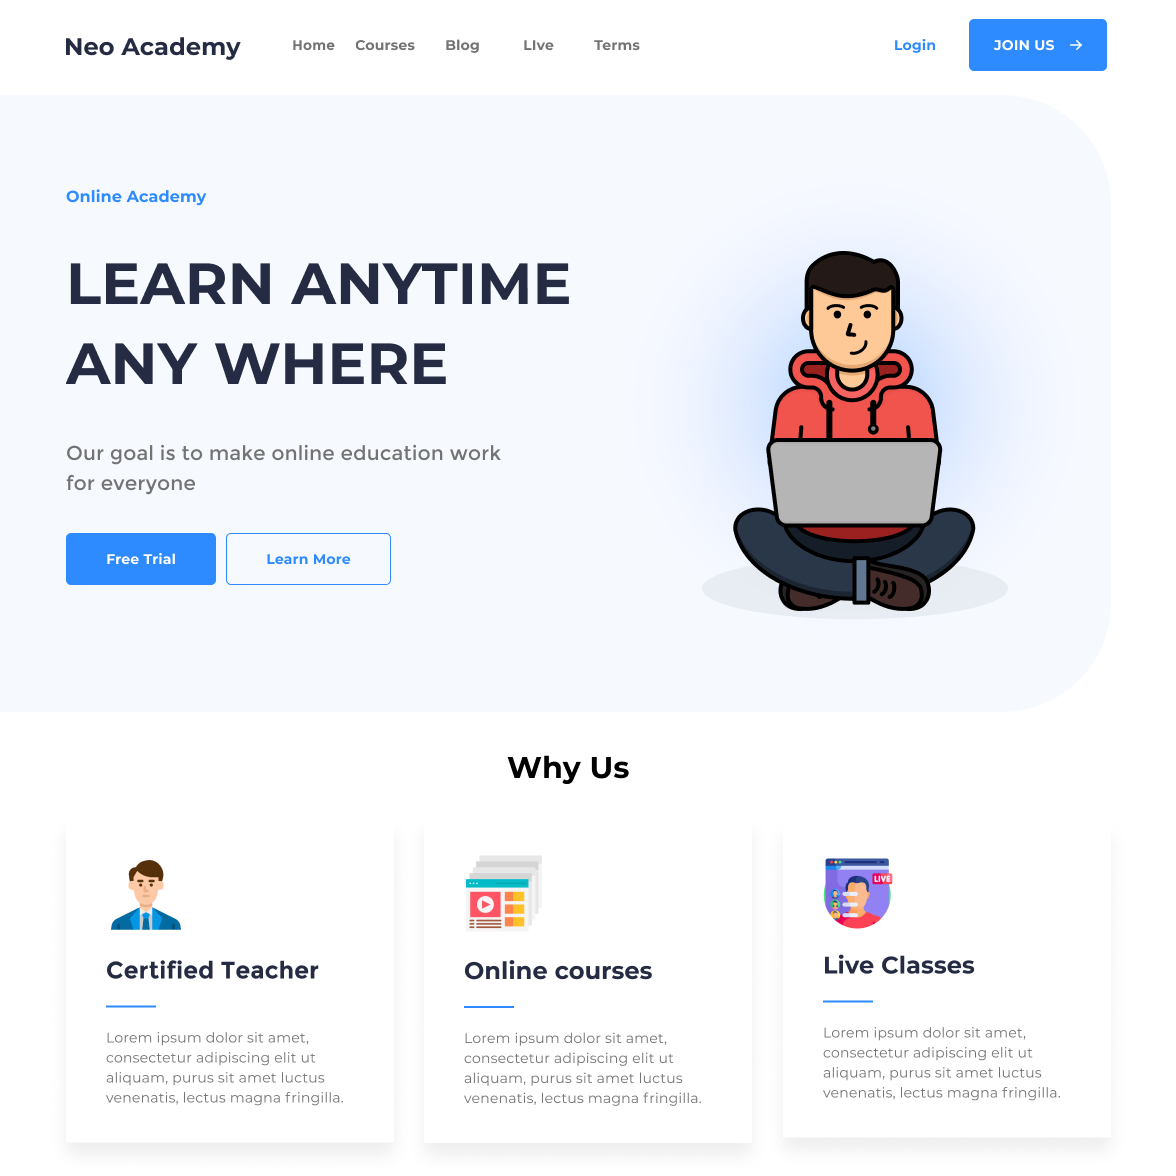 Neo Academy
Home
Courses
Blog
LIve
Terms
Login
JOIN US
Online Academy
LEARN ANYTIME
ANY WHERE
Our goal is to make online education work
for everyone
Free Trial
Learn More
Why Us
Certified Teacher
Lorem ipsum dolor sit amet,
consectetur adipiscing elit ut
aliquam, purus sit amet luctus
venenatis, lectus magna fringilla.
Online courses
Lorem ipsum dolor sit amet,
consectetur adipiscing elit ut
aliquam, purus sit amet luctus
venenatis, lectus magna fringilla.
LIVE
Live Classes
Lorem ipsum dolor sit amet,
consectetur adipiscing elit ut
aliquam, purus sit amet luctus
venenatis, lectus magna fringilla.